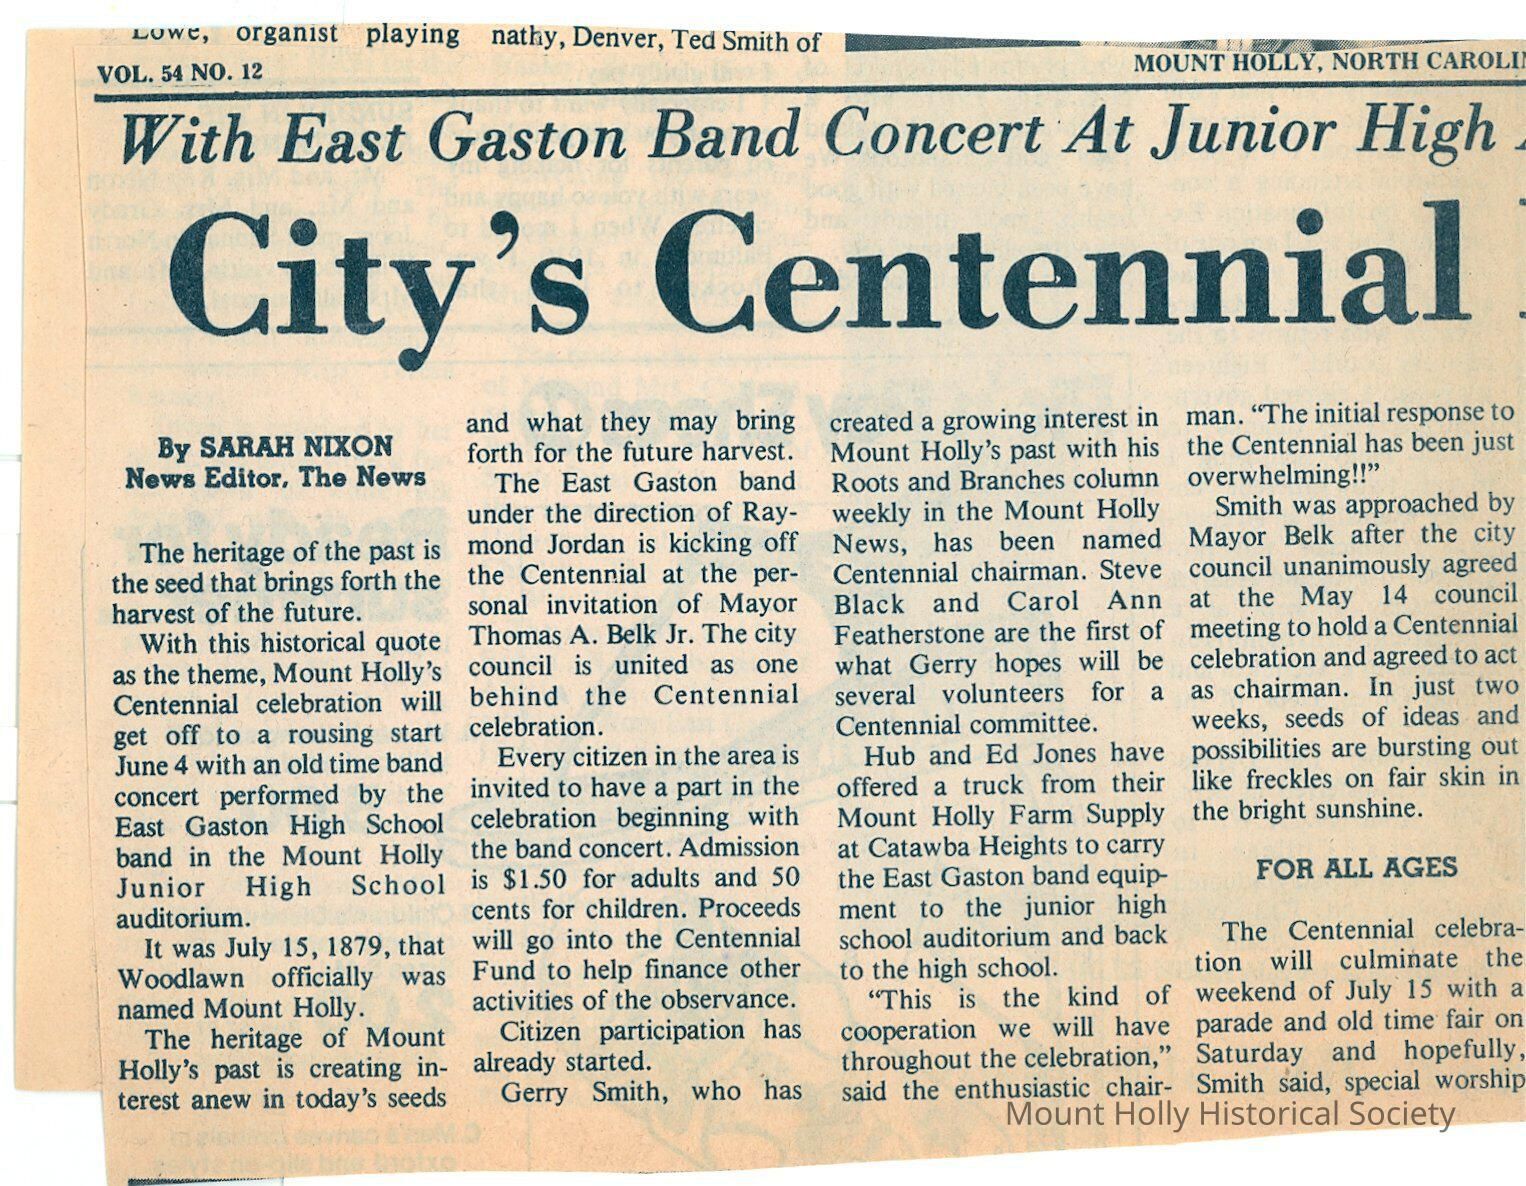 Lowe, organist playing
nathy, Denver, Ted Smith of
VOL. 54 NO. 12
MOUNT HOLLY, NORTH
With East Gaston Band Concert At Junior High
City's Centennial
By SARAH NIXON
News Editor, The News
The heritage of the past is
the seed that brings forth the
harvest of the future.
With this historical quote
as the theme, Mount Holly's
Centennial celebration will
get off to a rousing start
June 4 with an old time band
concert performed by the
East Gaston High School
band in the Mount Holly
Junior High School
auditorium.
It was July 15, 1879, that
Woodlawn officially was
named Mount Holly.
The heritage of Mount
Holly's past is creating in-
terest anew in today's seeds
and what they may bring
forth for the future harvest.
The East Gaston band
under the direction of Ray-
mond Jordan is kicking off
the Centennial at the per-
sonal invitation of Mayor
Thomas A. Belk Jr. The city
council is united as one
behind the Centennial
celebration.
Every citizen in the area is
invited to have a part in the
celebration beginning with
the band concert. Admission
is $1.50 for adults and 50
cents for children. Proceeds
will go into the Centennial
Fund to help finance other
activities of the observance.
Citizen participation has
already started.
Gerry Smith, who has
created a growing interest in
Mount Holly's past with his
Roots and Branches column
weekly in the Mount Holly
News, has been named
Centennial chairman. Steve
Black and Carol Ann
Featherstone are the first of
what Gerry hopes will be
several volunteers for a
Centennial committee.
Hub and Ed Jones have
offered a truck from their
Mount Holly Farm Supply
at Catawba Heights to carry
the East Gaston band equip-
ment to the junior high
school auditorium and back
to the high school.
“This is the kind of
cooperation we will have
throughout the celebration,”
said the enthusiastic chair-
man. “The initial response to
the Centennial has been just
overwhelming!!”
Smith was approached by
Mayor Belk after the city
council unanimously agreed
at the May 14 council
meeting to hold a Centennial
celebration and agreed to act
as chairman. In just two
weeks, seeds of ideas and
possibilities are bursting out
like freckles on fair skin in
the bright sunshine.
FOR ALL AGES
The Centennial celebra-
tion will culminate the
weekend of July 15 with a
parade and old time fair on
Saturday and hopefully,
Smith said, special worship
Mount Holly Historical Society